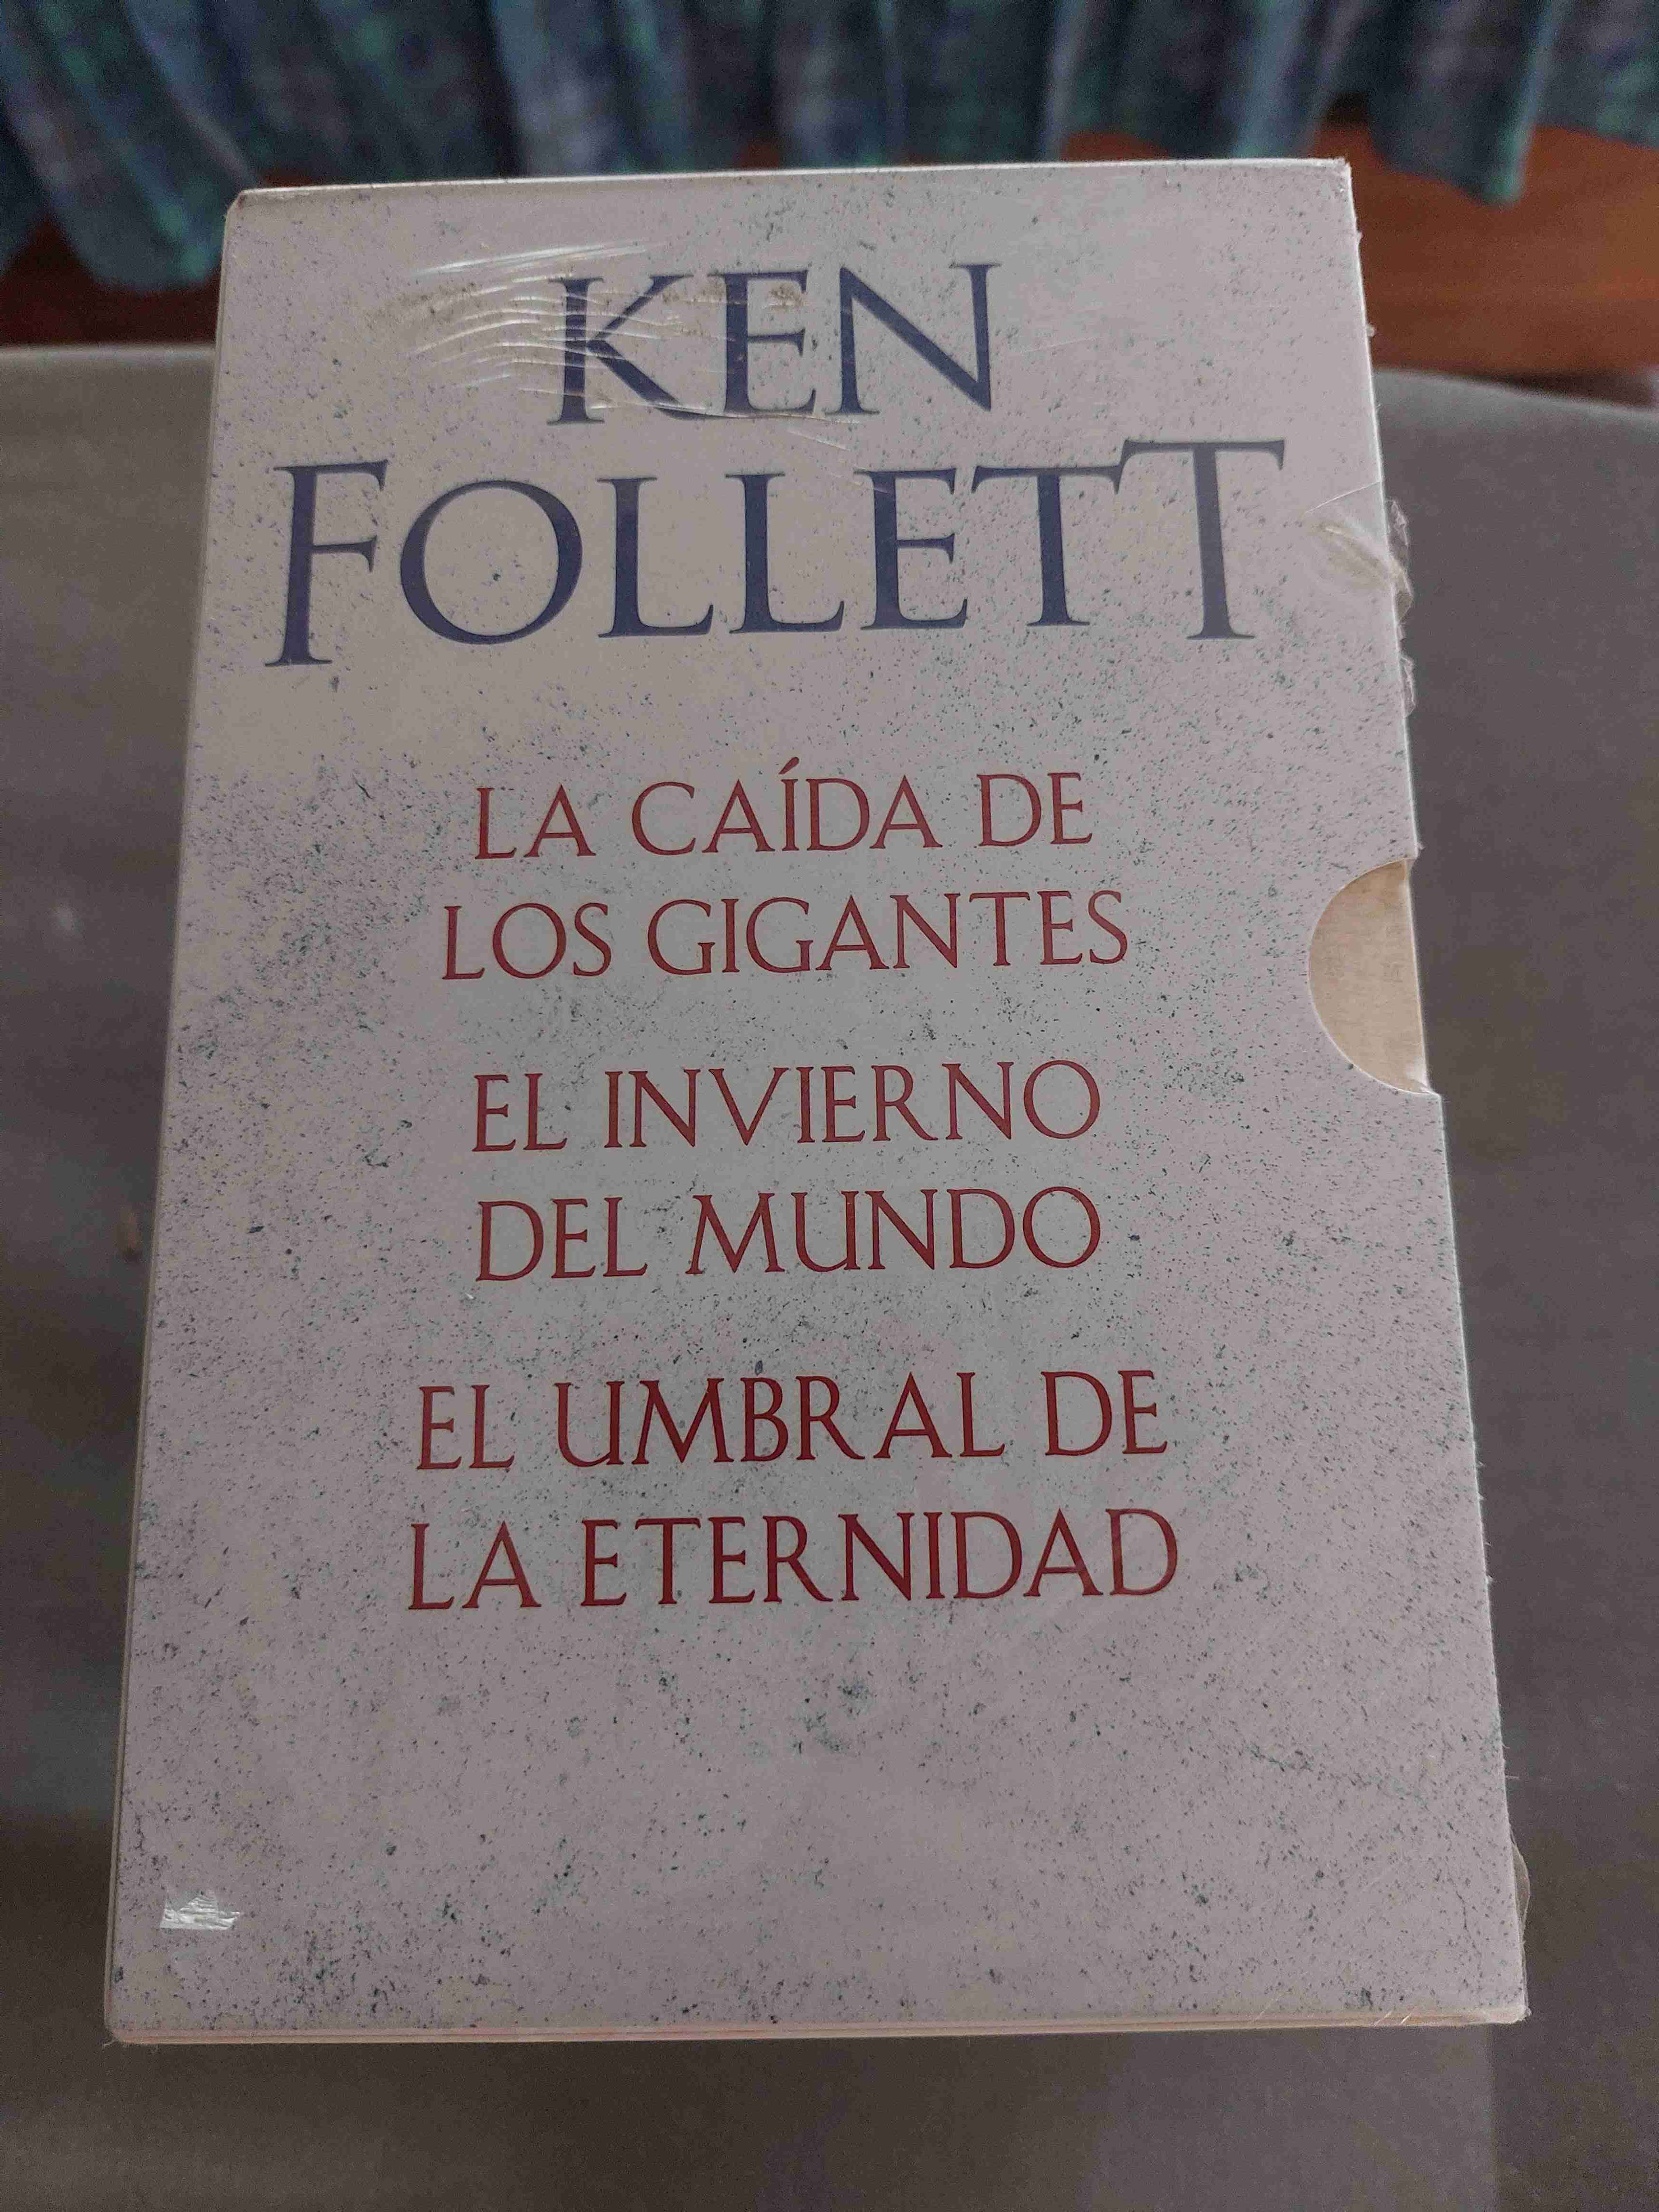 KEN
FOLLETT
LA CAÍDA DE
LOS GIGANTES
EL INVIERNO
DEL MUNDO
EL UMBRAL DE
LA ETERNIDAD